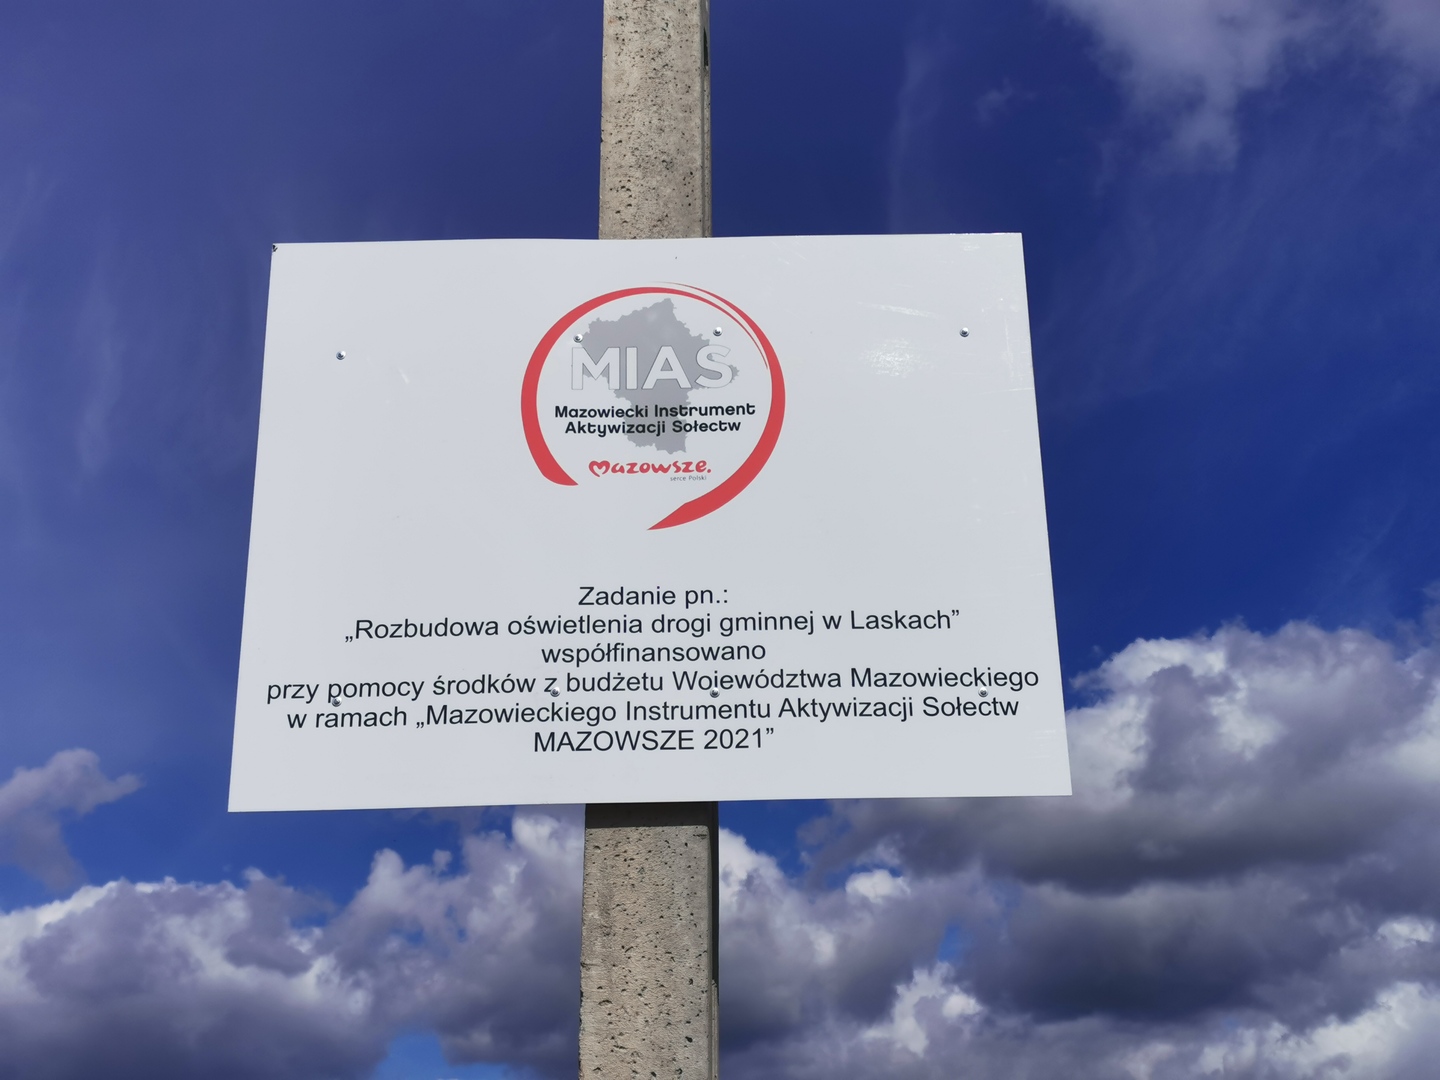 MIAS
Mazowiecki Instrument
Aktywizacji Sołectw
mazowsze.
serce Polski
Zadanie pn.:
„Rozbudowa oświetlenia drogi gminnej w Laskach”
współfinansowano
przy pomocy środków z budżetu Województwa Mazowieckiego
w ramach „Mazowieckiego Instrumentu Aktywizacji Sołectw
MAZOWSZE 2021”